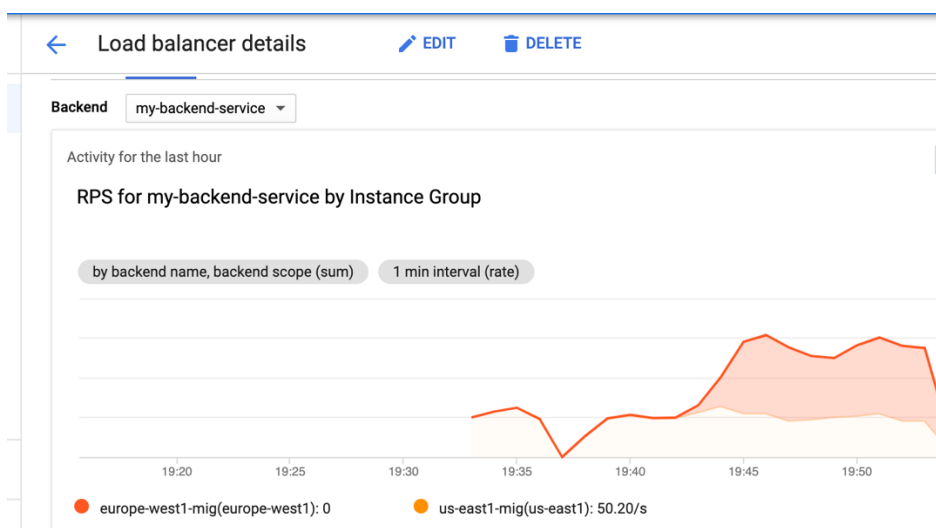 Load balancer details EDIT DELETE
Backend my-backend-service
Activity for the last hour
RPS for my-backend-service by Instance Group
by backend name, backend scope (sum) 1 min interval (rate)
19:20 19:25 19:30 19:35 19:40 19:45 19:50
europe-west1-mig(europe-west1): 0 us-east1-mig(us-east1): 50.20/s